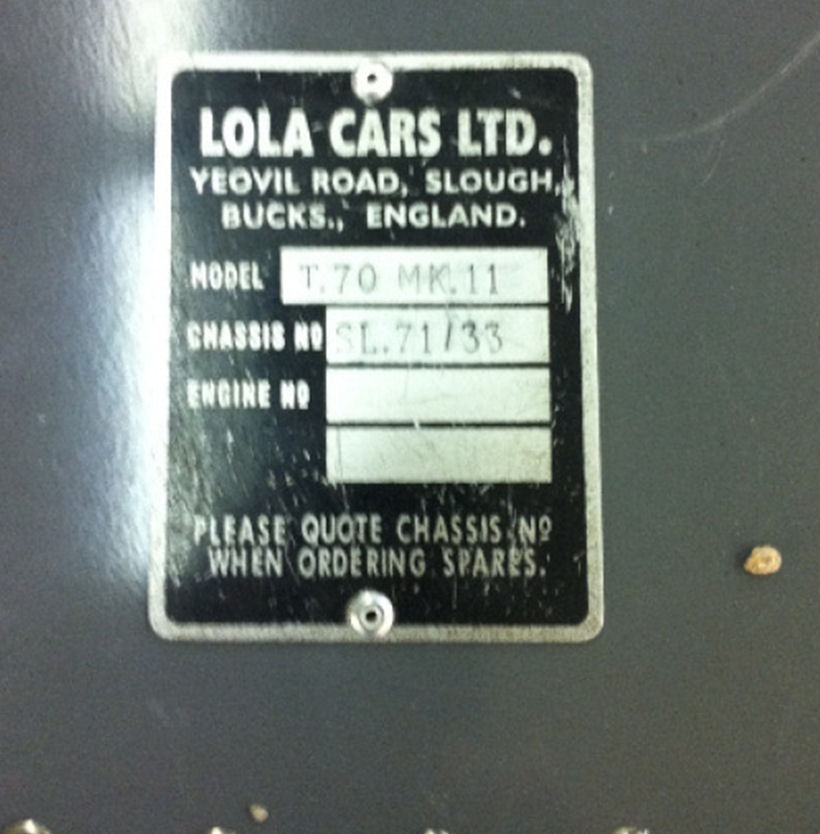 LOLA CARS LTD.
YEOVIL ROAD, SLOUGH,
BUCKS., ENGLAND.
MODEL T.70 MK.11
CHASSIS Nº SL.71/33
ENGINE Nº
PLEASE QUOTE CHASSIS Nº
WHEN ORDERING SPARES.